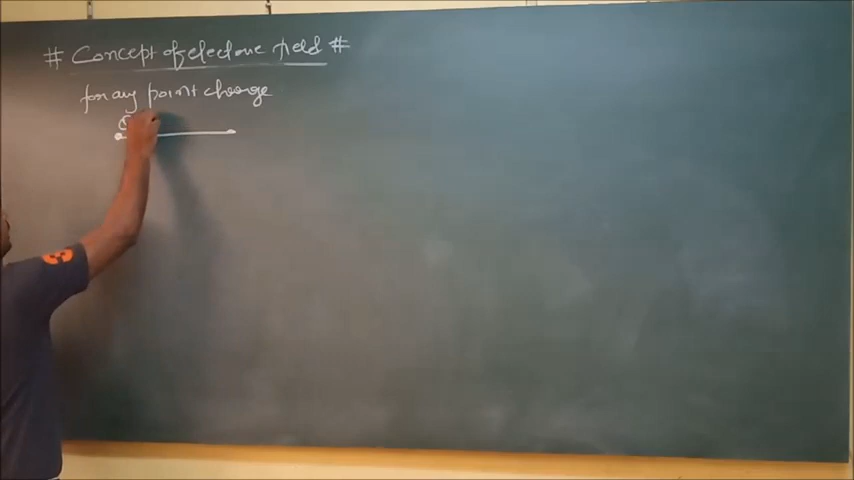 # Concept of electric field #
for any point charge